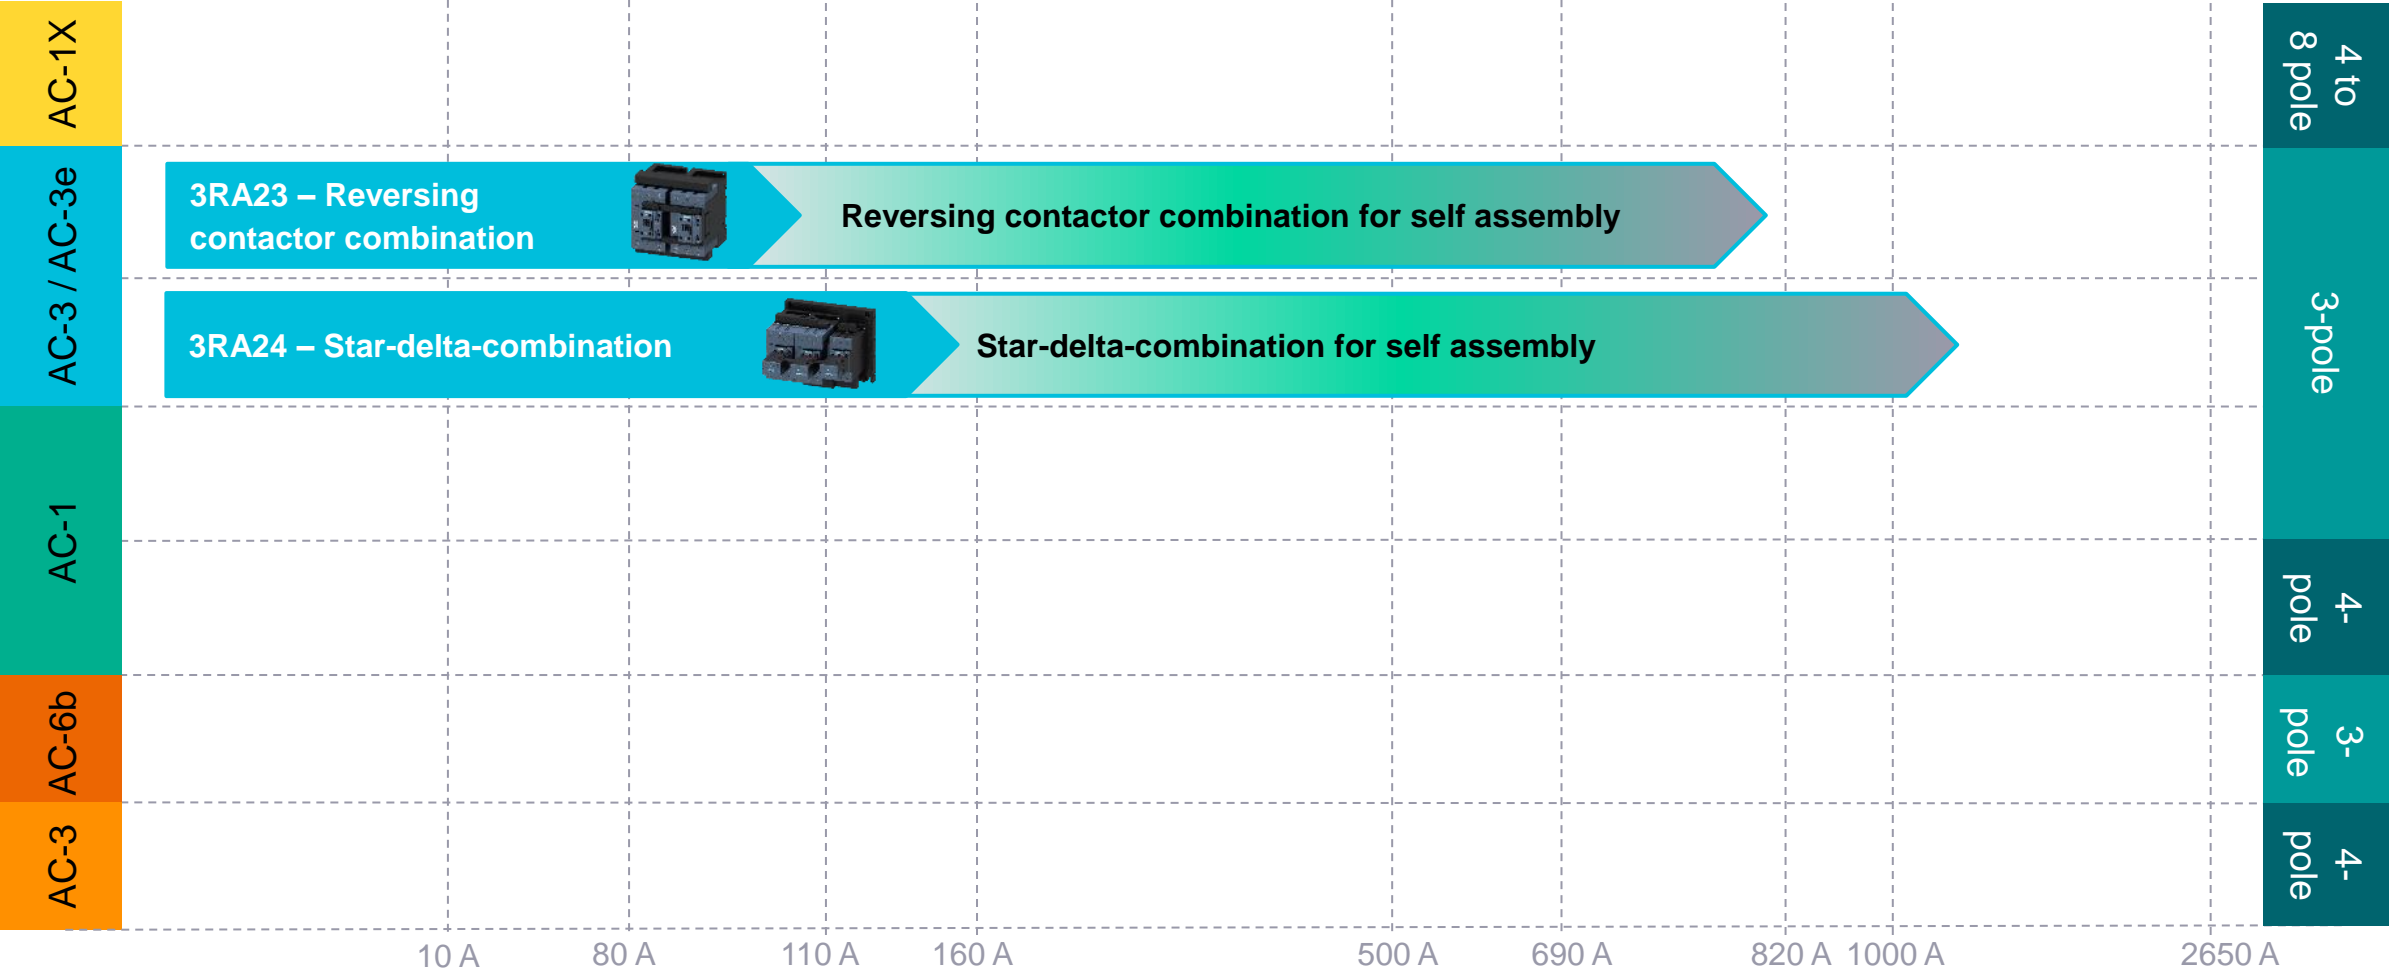 AC-1X
4 to
8 pole
AC-3 / AC-3e
3RA23 – Reversing
contactor combination
Reversing contactor combination for self assembly
3RA24 – Star-delta-combination
Star-delta-combination for self assembly
3-pole
AC-1
4-
pole
AC-6b
3-
pole
AC-3
4-
pole
10 A
80 A
110 A
160 A
500 A
690 A
820 A
1000 A
2650 A